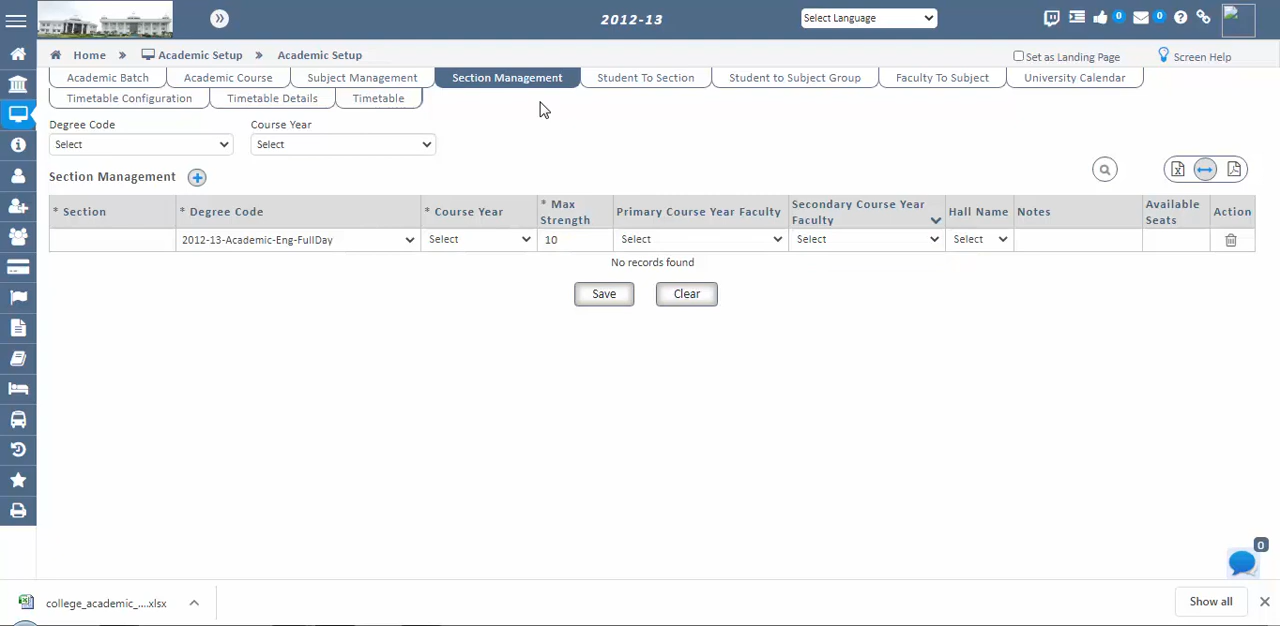 2012-13
Select Language
0
0
Home » Academic Setup » Academic Setup
Set as Landing Page
Screen Help
Academic Batch
Academic Course
Subject Management
Section Management
Student To Section
Student to Subject Group
Faculty To Subject
University Calendar
Timetable Configuration
Timetable Details
Timetable
Degree Code
Course Year
Select
Select
Section Management
* Section
* Degree Code
* Course Year
* Max Strength
Primary Course Year Faculty
Secondary Course Year Faculty
Hall Name
Notes
Available Seats
Action
2012-13-Academic-Eng-FullDay
Select
10
Select
Select
Select
No records found
Save
Clear
0
college_academic_....xlsx
Show all